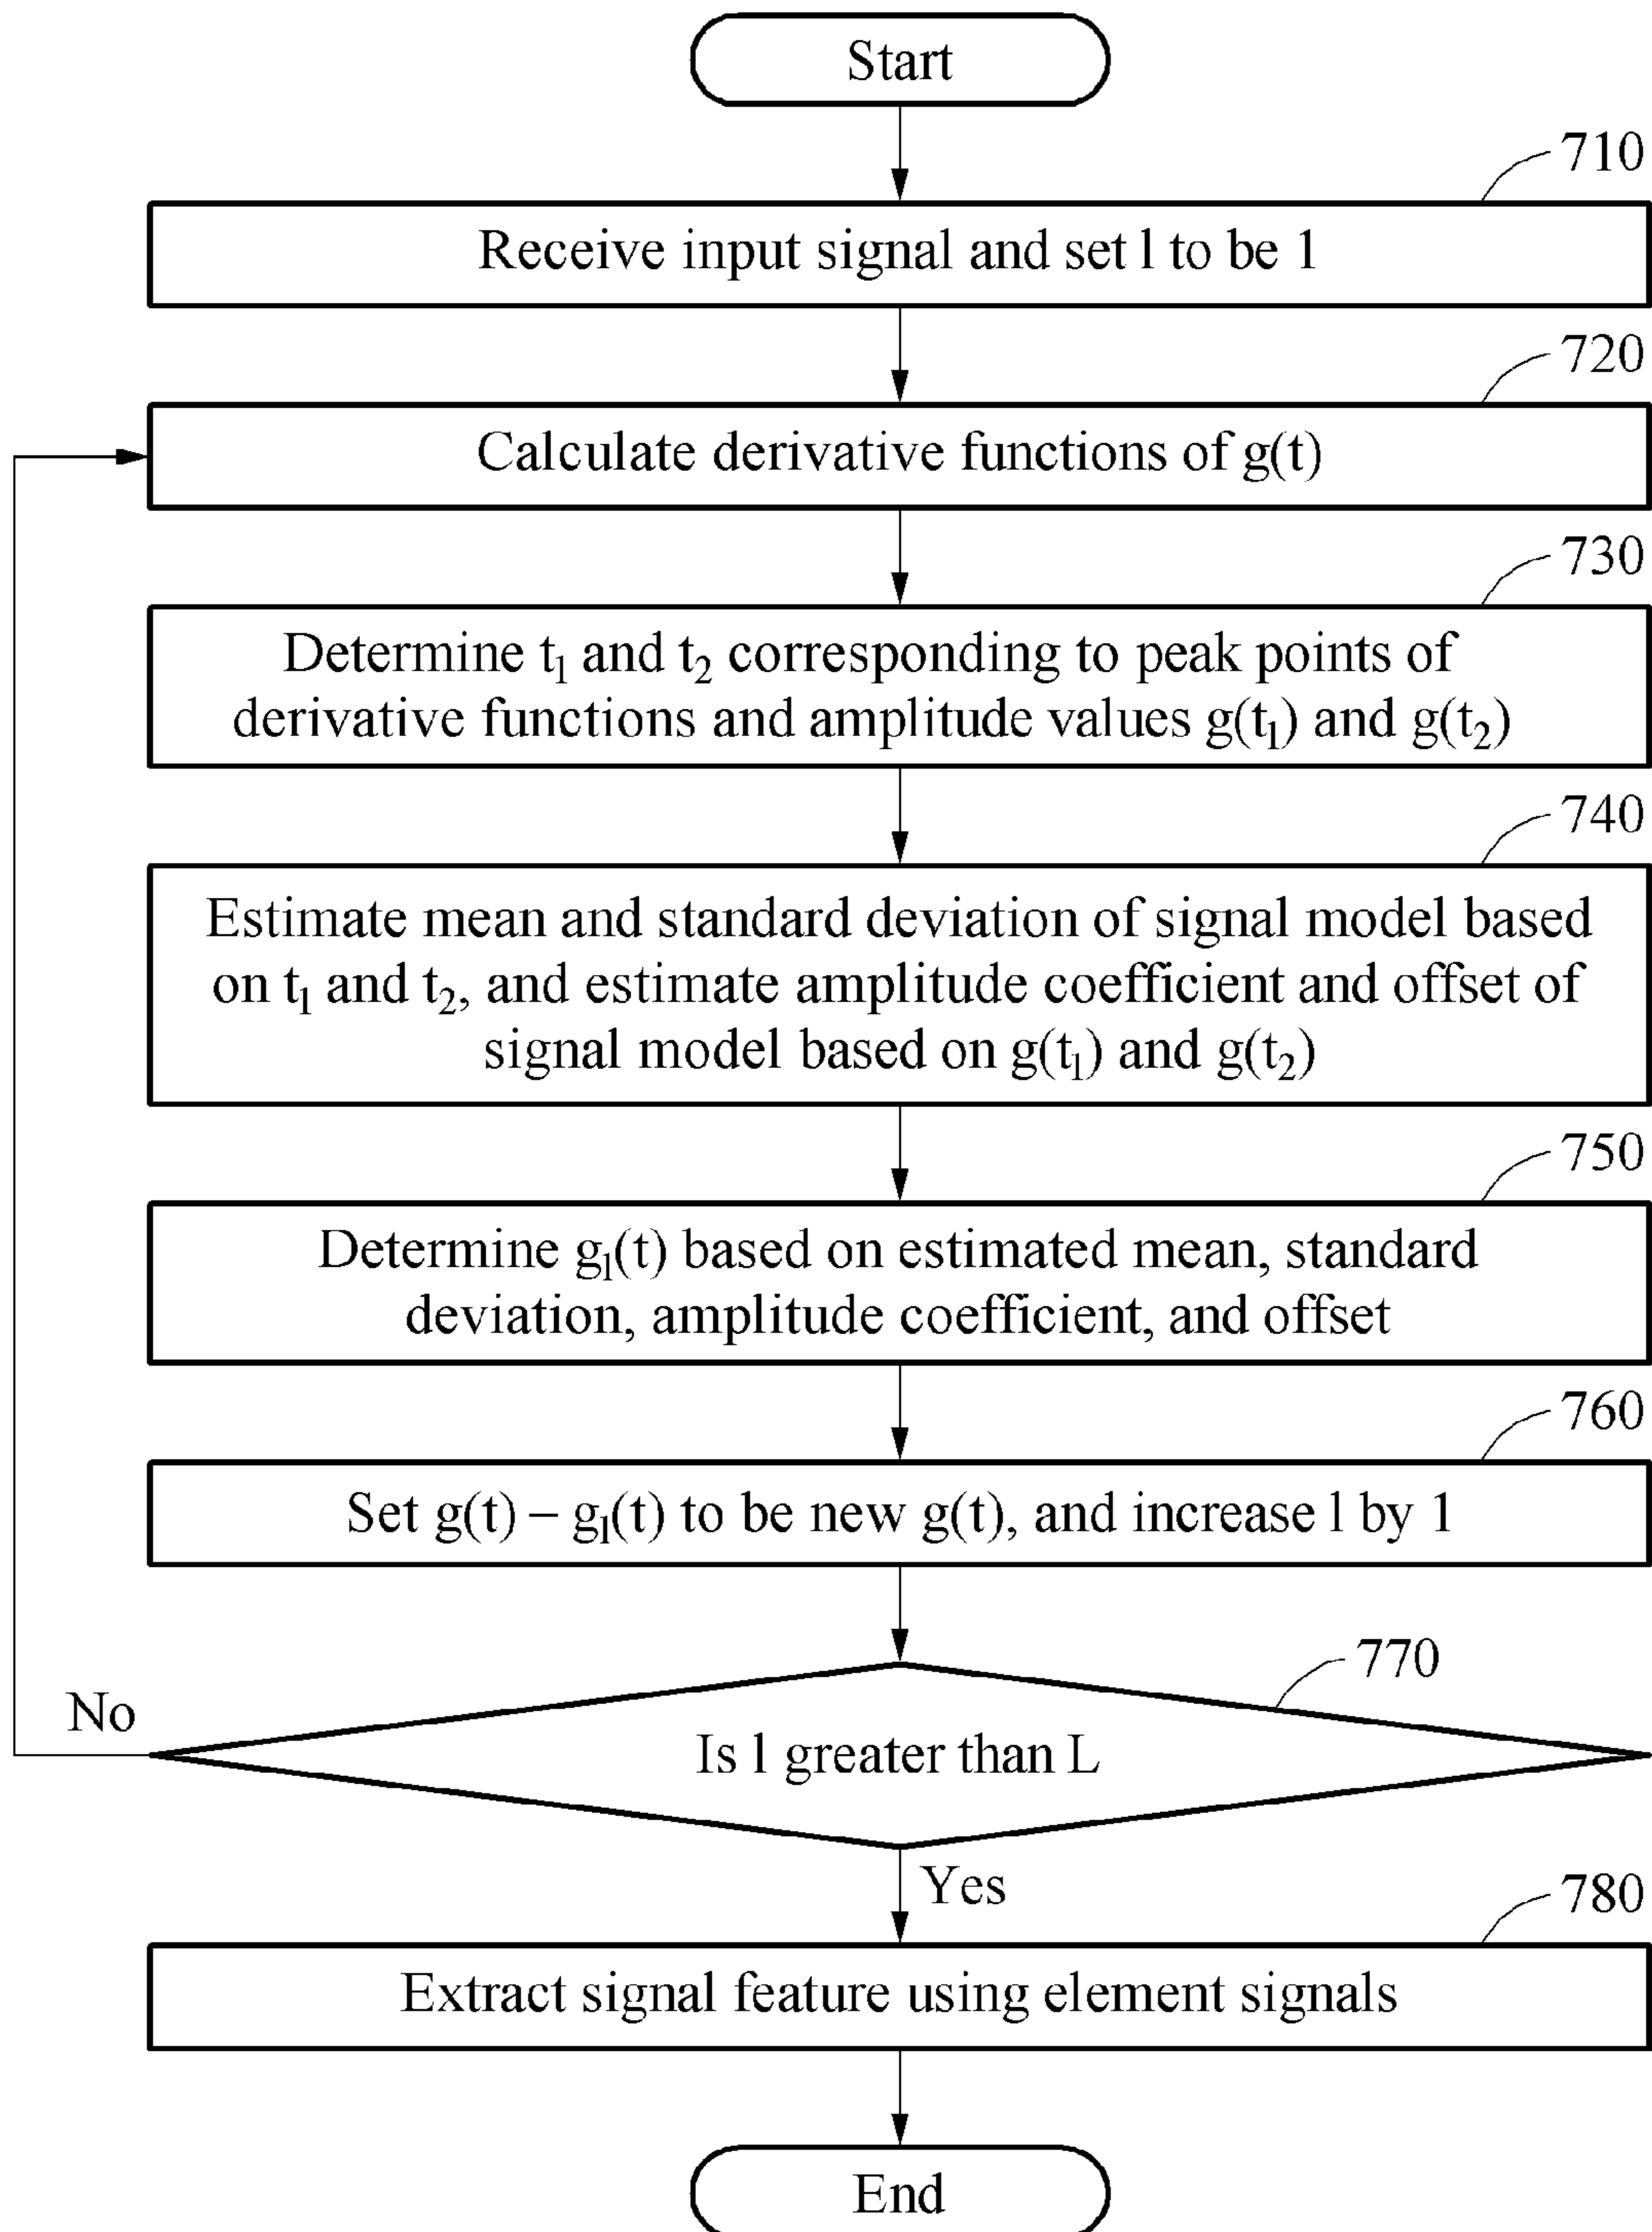 Start
710
Receive input signal and set l to be 1
720
Calculate derivative functions of g(t)
730
Determine t₁ and t₂ corresponding to peak points of
derivative functions and amplitude values g(t₁) and g(t₂)
740
Estimate mean and standard deviation of signal model based
on t₁ and t₂, and estimate amplitude coefficient and offset of
signal model based on g(t₁) and g(t₂)
750
Determine gₗ(t) based on estimated mean, standard
deviation, amplitude coefficient, and offset
760
Set g(t) – gₗ(t) to be new g(t), and increase l by 1
770
No
Is l greater than L
Yes
780
Extract signal feature using element signals
End